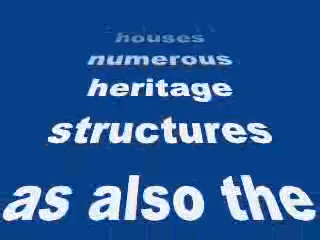 houses
numerous
heritage
structures
as also the